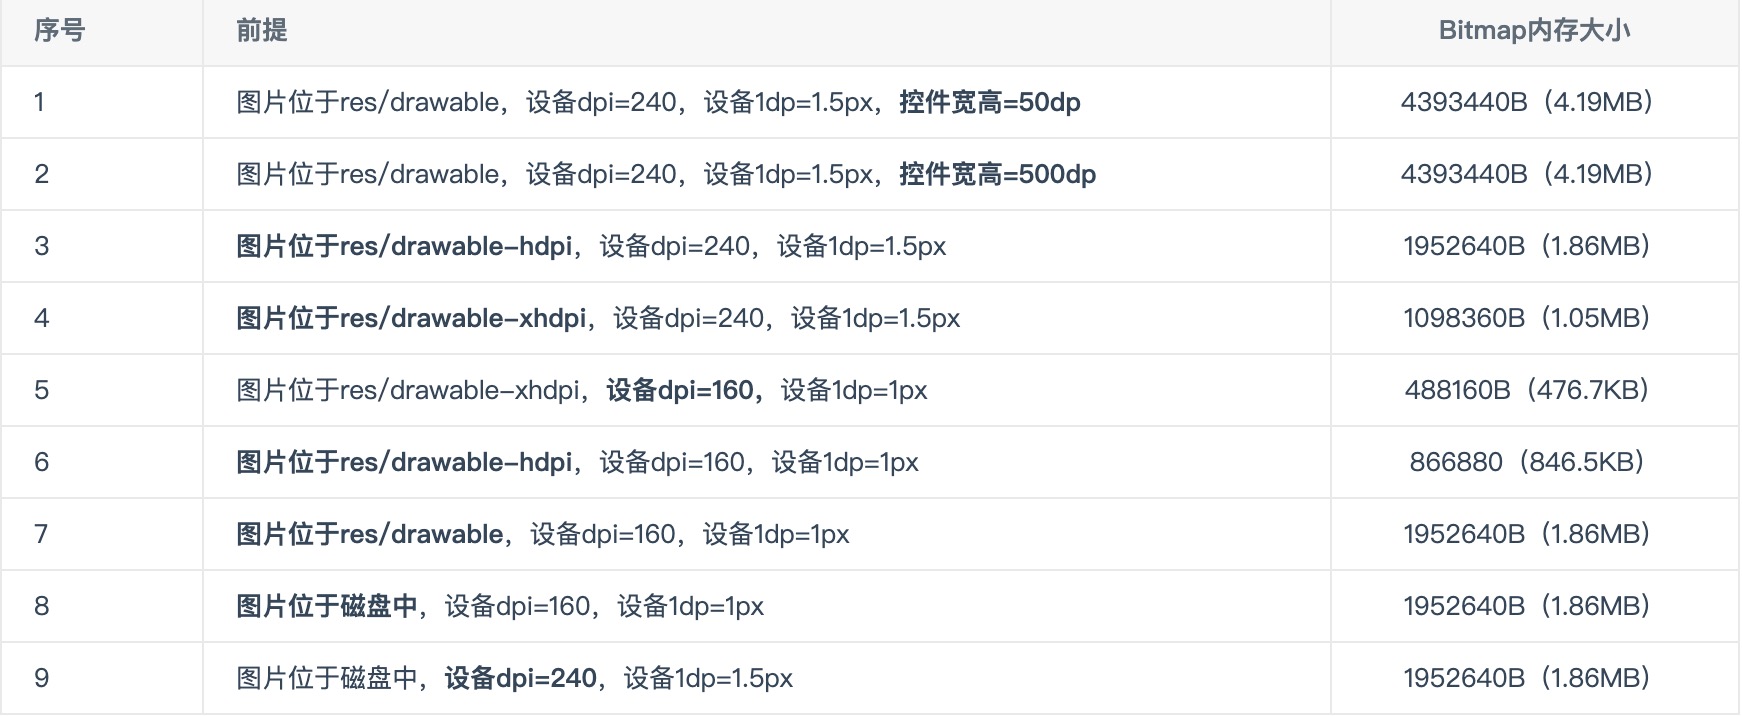 序号 前提 Bitmap内存大小
1 图片位于res/drawable，设备dpi=240，设备1dp=1.5px，控件宽高=50dp 4393440B（4.19MB）
2 图片位于res/drawable，设备dpi=240，设备1dp=1.5px，控件宽高=500dp 4393440B（4.19MB）
3 图片位于res/drawable-hdpi，设备dpi=240，设备1dp=1.5px 1952640B（1.86MB）
4 图片位于res/drawable-xhdpi，设备dpi=240，设备1dp=1.5px 1098360B（1.05MB）
5 图片位于res/drawable-xhdpi，设备dpi=160，设备1dp=1px 488160B（476.7KB）
6 图片位于res/drawable-hdpi，设备dpi=160，设备1dp=1px 866880（846.5KB）
7 图片位于res/drawable，设备dpi=160，设备1dp=1px 1952640B（1.86MB）
8 图片位于磁盘中，设备dpi=160，设备1dp=1px 1952640B（1.86MB）
9 图片位于磁盘中，设备dpi=240，设备1dp=1.5px 1952640B（1.86MB）